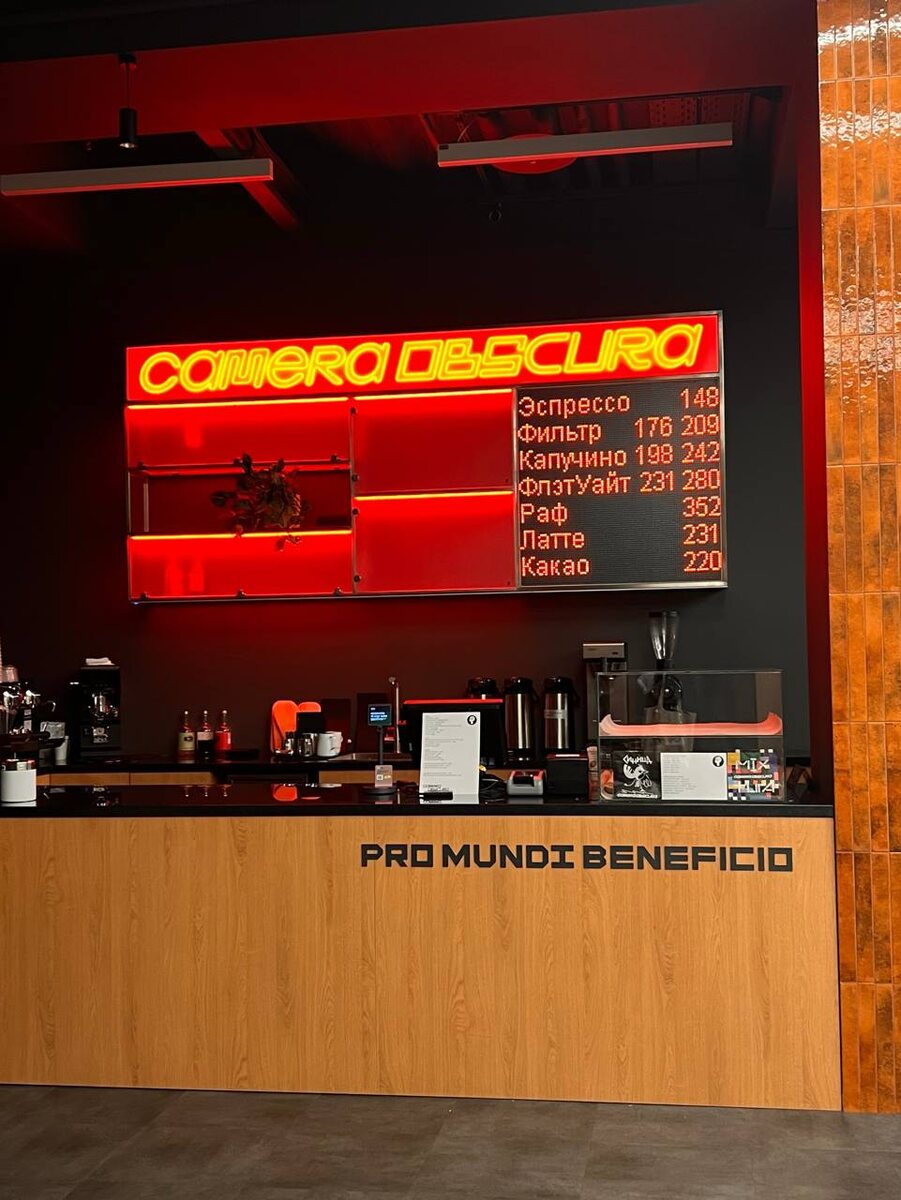 CAMERA OBSCURA
Эспрессо 148
Фильтр 176 209
Капучино 198 242
ФлэтУайт 231 280
Раф 352
Латте 231
Какао 220
PRO MUNDI BENEFICIO